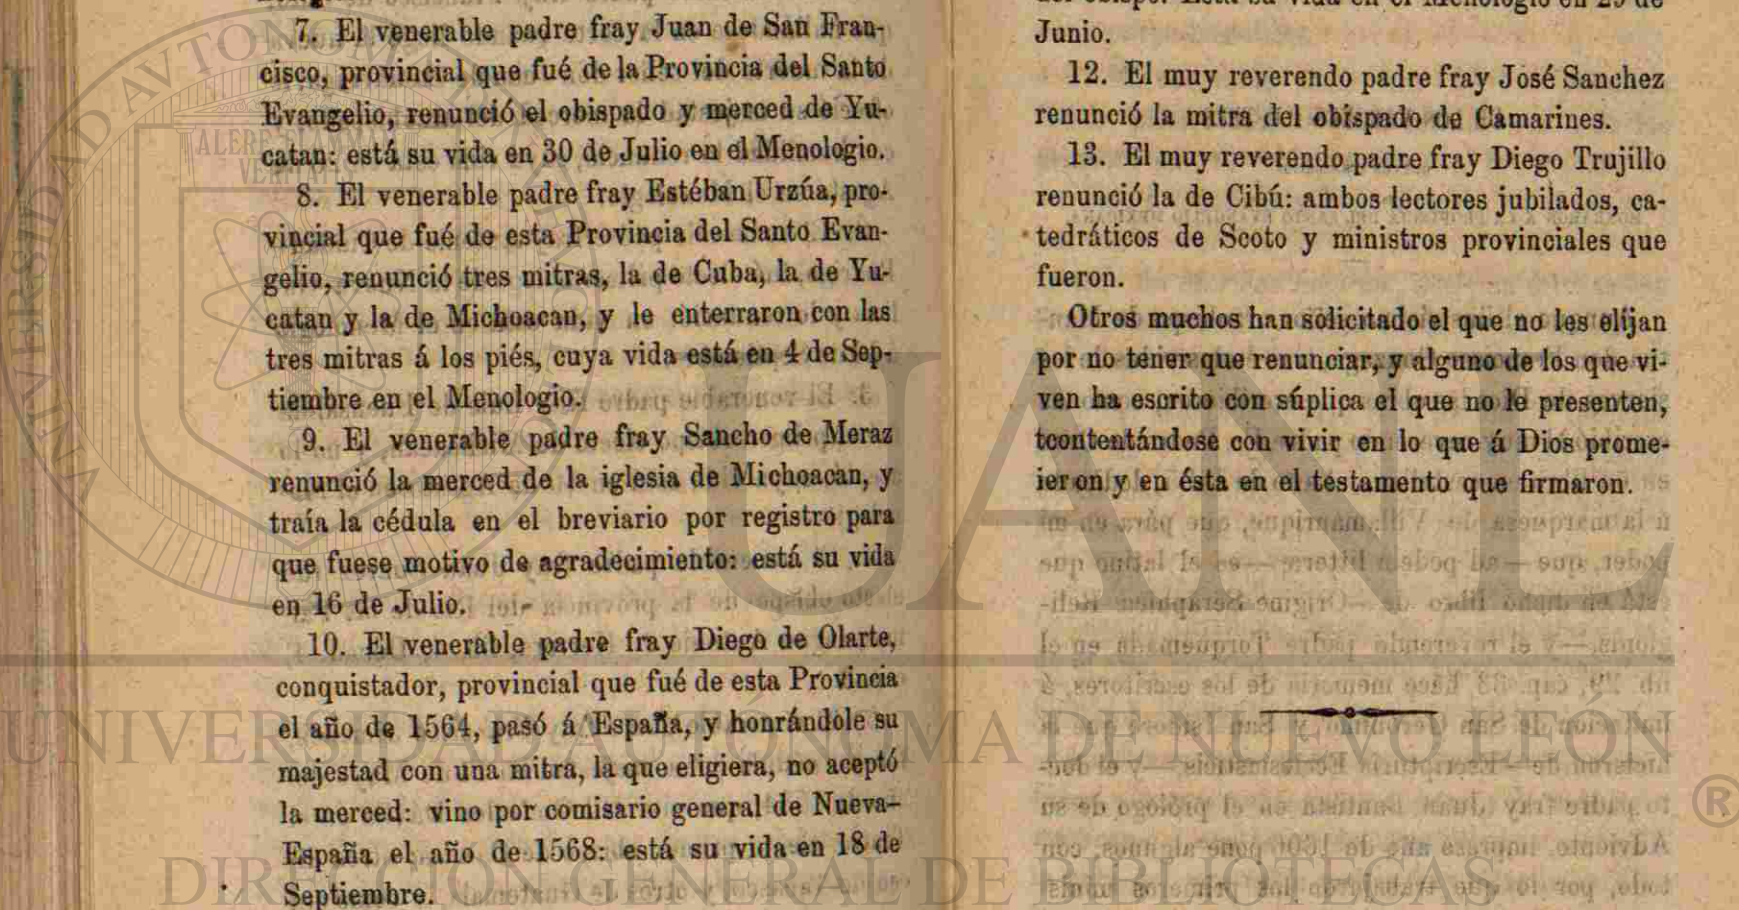 7. El venerable padre fray Juan de San Fran-
cisco, provincial que fué de la Provincia del Santo
Evangelio, renunció el obispado y merced de Yu-
catan: está su vida en 30 de Julio en el Menologio.
8. El venerable padre fray Estéban Urzúa, pro-
vincial que fué de esta Provincia del Santo Evan-
gelio, renunció tres mitras, la de Cuba, la de Yu-
catan y la de Michoacan, y le enterraron con las
tres mitras á los piés, cuya vida está en 4 de Sep-
tiembre en el Menologio.
9. El venerable padre fray Sancho de Meraz
renunció la merced de la iglesia de Michoacan, y
traía la cédula en el breviario por registro para
que fuese motivo de agradecimiento: está su vida
en 16 de Julio.
10. El venerable padre fray Diego de Olarte,
conquistador, provincial que fué de esta Provincia
el año de 1564, pasó á España, y honrándole su
majestad con una mitra, la que eligiera, no aceptó
la merced: vino por comisario general de Nueva-
España el año de 1568: está su vida en 18 de
Septiembre.
Junio.
12. El muy reverendo padre fray José Sanchez
renunció la mitra del obispado de Camarines.
13. El muy reverendo padre fray Diego Trujillo
renunció la de Cibú: ambos lectores jubilados, ca-
tedráticos de Scoto y ministros provinciales que
fueron.
Otros muchos han solicitado el que no les elijan
por no tener que renunciar, y alguno de los que vi-
ven ha escrito con súplica el que no le presenten,
tcontentándose con vivir en lo que á Dios prome-
ieron y en ésta en el testamento que firmaron.
UANL
UNIVERSIDAD AUTÓNOMA DE NUEVO LEÓN
®
DIRECCIÓN GENERAL DE BIBLIOTECAS